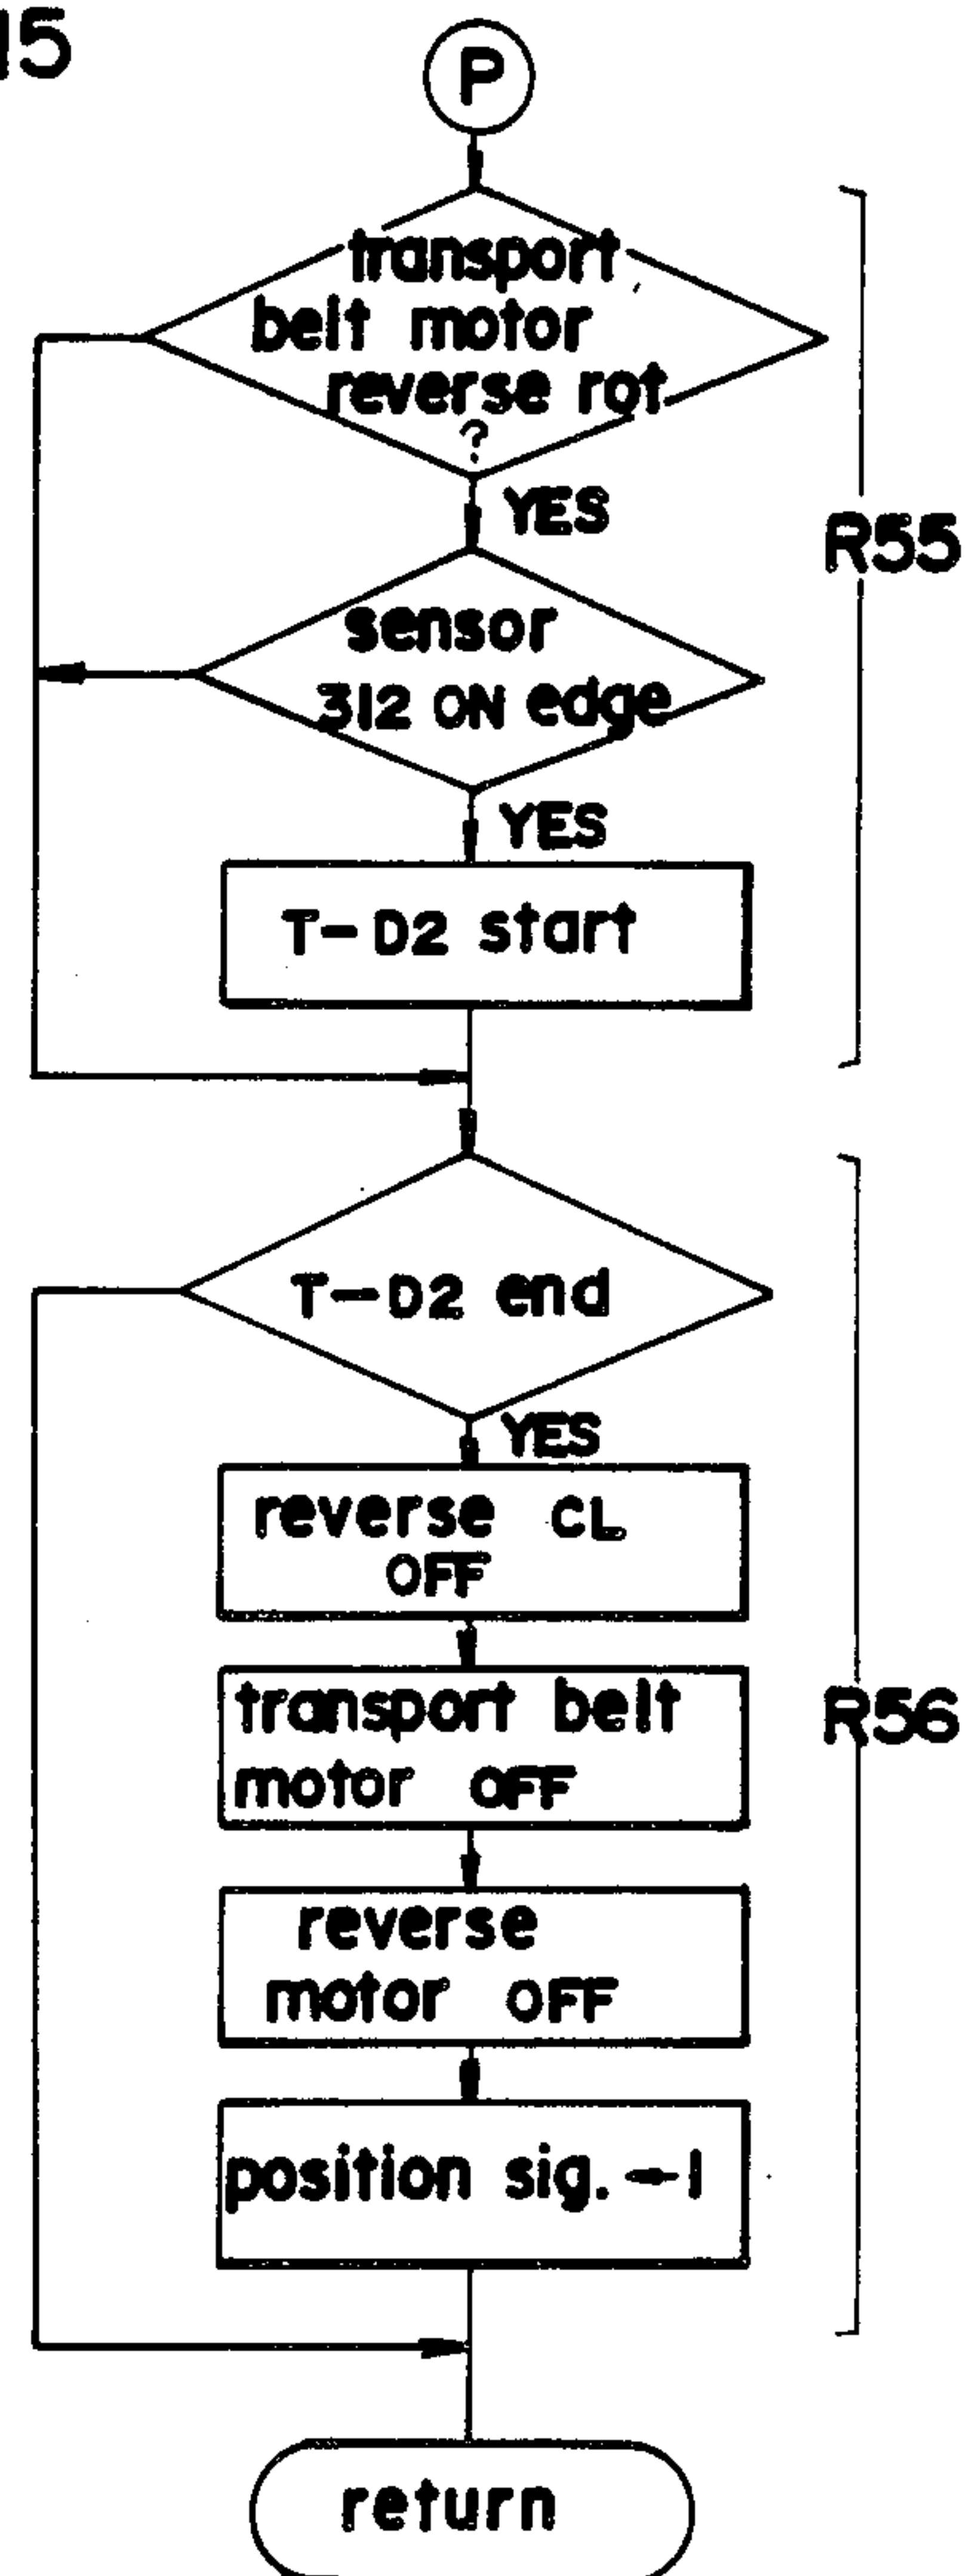 15
P
transport
belt motor
reverse rot
?
YES
R55
sensor
312 ON edge
YES
T-D2 start
T-D2 end
YES
reverse CL
OFF
transport belt
motor OFF
R56
reverse
motor OFF
position sig. ← 1
return